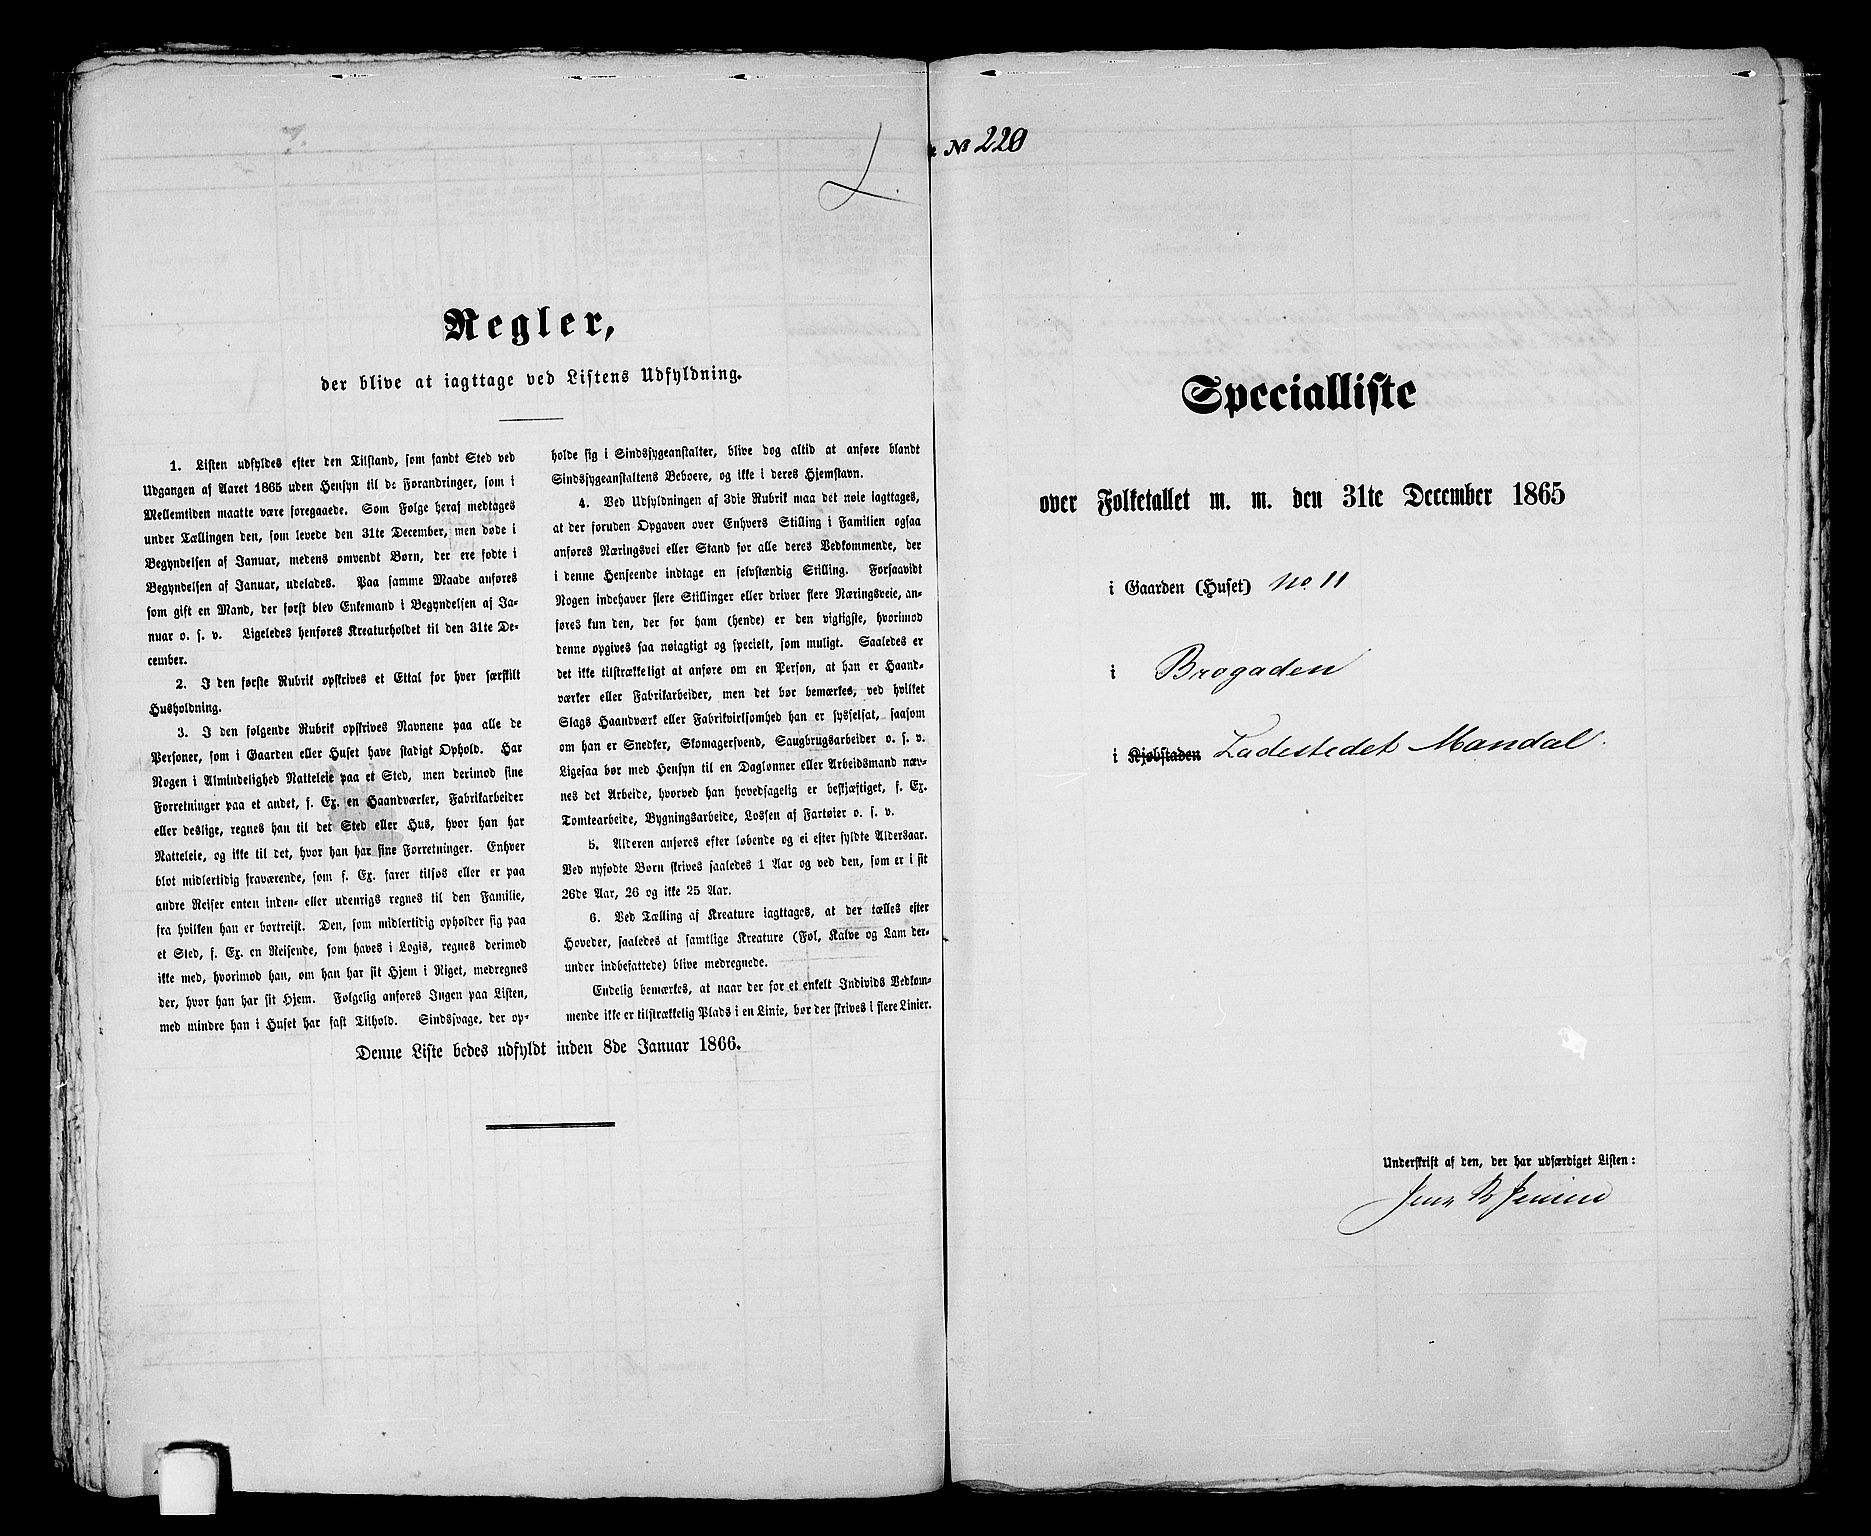 L.
Regler,
der blive at iagttage ved Listens Udfyldning.
1. Listen udfyldes efter den Tilstand, som fandt Sted ved
Udgangen af Aaret 1865 uden Hensyn til de Forandringer, som i
Mellemtiden maatte være foregaaede. Som Følge heraf medtages
under Tællingen den, som levede den 31te December, men døde i
Begyndelsen af Januar, medens omvendt Børn, der ere fødte i
Begyndelsen af Januar, udelades. Paa samme Maade anføres
som gift en Mand, der først blev Enkemand i Begyndelsen af Ja-
nuar o. s. v. Ligeledes henføres Kreaturholdet til den 31te De-
cember.
2. I den første Rubrik opskrives et Ettal for hver særskilt
Husholdning.
3. I den følgende Rubrik opskrives Navnene paa alle de
Personer, som i Gaarden eller Huset have stadigt Ophold. Har
Nogen i Almindelighed Natteleie paa et Sted, men derimod sine
Forretninger paa et andet, f. Ex. en Haandværker, Fabrikarbeider
eller deslige, regnes han til det Sted eller Hus, hvor han har
Natteleie, og ikke til det, hvor han har sine Forretninger. Enhver
blot midlertidig fraværende, som f. Ex. farer tilsøs eller er paa
andre Reiser enten inden- eller udenrigs regnes til den Familie,
fra hvilken han er bortreist. Den, som midlertidig opholder sig paa
et Sted, f. Ex. en Reisende, som haves i Logis, regnes derimod
ikke med, hvorimod han, om han har sit Hjem i Riget, medregnes
der, hvor han har sit Hjem. Følgelig anføres Ingen paa Listen,
med mindre han i Huset har fast Tilhold. Sindssvage, der op-
holde sig i Sindssygeanstalter, blive dog altid at anføre blandt
Sindssygeanstaltens Beboere, og ikke i deres Hjemstavn.
4. Ved Udfyldningen af 3die Rubrik maa det nøie iagttages,
at der foruden Opgaven over Enhvers Stilling i Familien ogsaa
anføres Næringsvei eller Stand for alle deres Vedkommende, der
i denne Henseende indtage en selvstændig Stilling. Forsaavidt
Nogen indehaver flere Stillinger eller driver flere Næringsveie, an-
føres kun den, der for ham (hende) er den vigtigste, hvorimod
denne opgives saa nøiagtigt og specielt, som muligt. Saaledes er
det ikke tilstrækkeligt at anføre om en Person, at han er Haand-
værker eller Fabrikarbeider, men det bør bemærkes, ved hvilket
Slags Haandværk eller Fabrikvirksomhed han er sysselsat, saasom
om han er Snedker, Skomagersvend, Saugbrugsarbeider o. s. v.
Ligesaa bør med Hensyn til en Daglønner eller Arbeidsmand næv-
nes det Arbeide, hvorved han hovedsagelig er beskjæftiget, f. Ex.
Tomtearbeide, Bygningsarbeide, Lossen af Fartøier o. s. v.
5. Alderen anføres efter løbende og ei efter fyldte Aldersaar.
Ved nyfødte Børn skrives saaledes 1 Aar og ved den, som er i sit
26de Aar, 26 og ikke 25 Aar.
6. Ved Tælling af Kreature iagttages, at der tælles efter
Hoveder, saaledes at samtlige Kreature (Føl, Kalve og Lam der-
under indbefattede) blive medregnede.
Endelig bemærkes, at naar der for et enkelt Individs Vedkom-
mende ikke er tilstrækkelig Plads i en Linie, bør der skrives i flere Linier.
Denne Liste bedes udfyldt inden 8de Januar 1866.
№ 220
Specialliste
over Folketallet m. m. den 31te December 1865
i Gaarden (Huset) No 11
i Brogaden
i Kjøbstaden Ladestedet Mandal.
Underskrift af den, der har udfærdiget Listen: